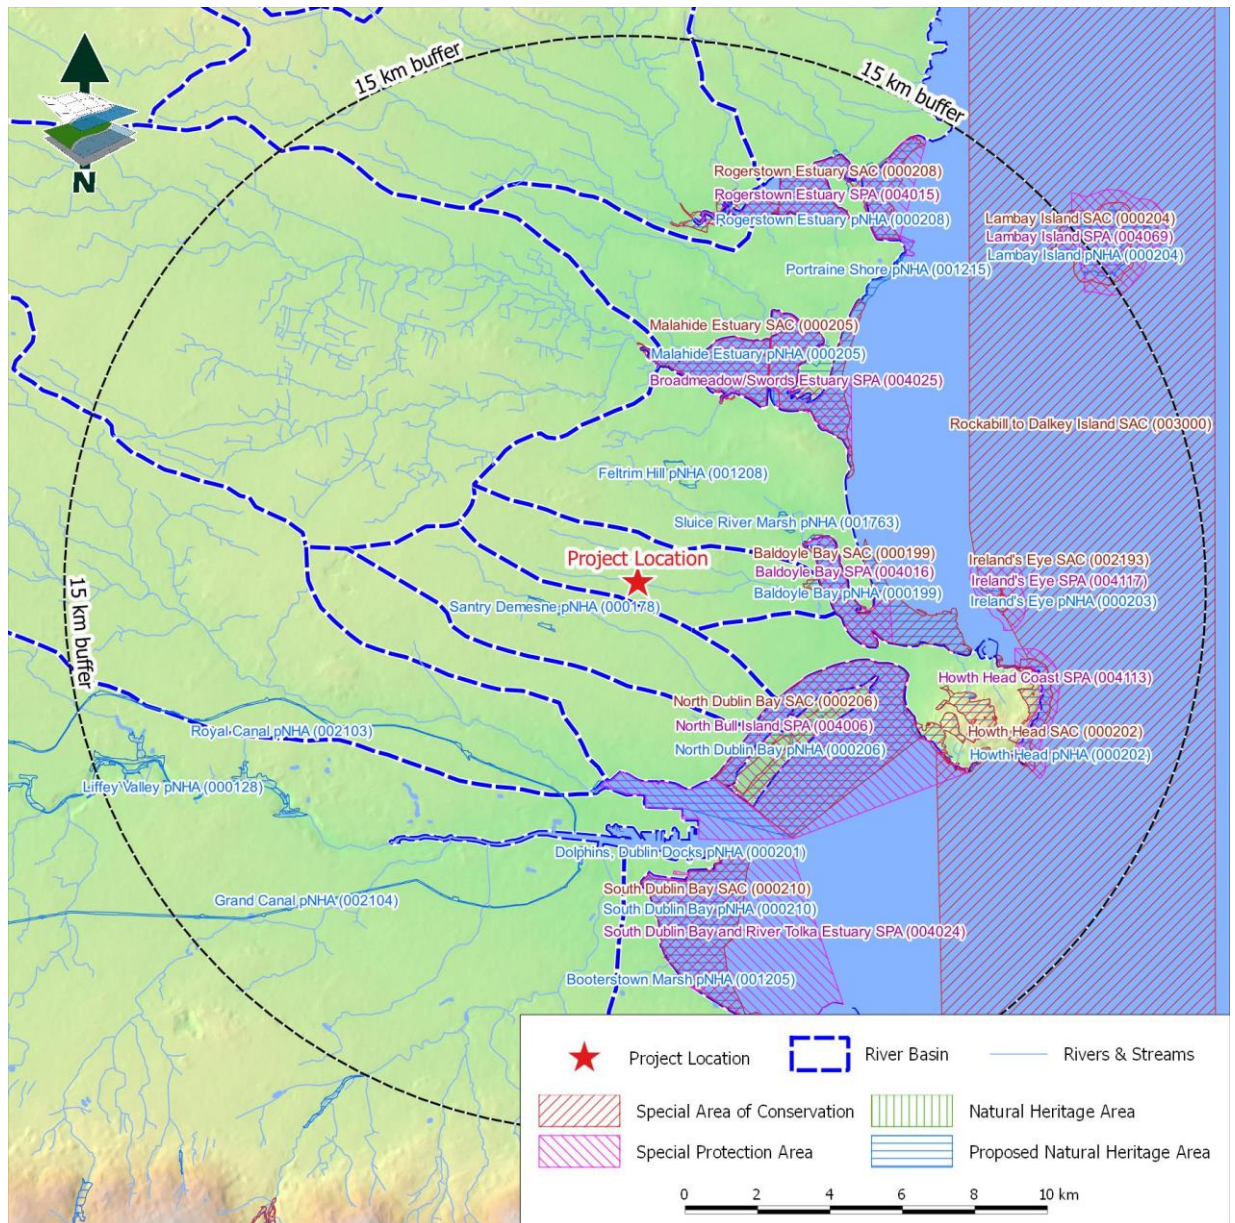 15 km buffer
15 km buffer
N
Rogerstown Estuary SAC (000208)
Rogerstown Estuary SPA (004015)
Rogerstown Estuary pNHA (000208)
Lambay Island SAC (000204)
Lambay Island SPA (004069)
Lambay Island pNHA (000204)
Portraine Shore pNHA (001215)
Malahide Estuary SAC (000205)
Malahide Estuary pNHA (000205)
Broadmeadow/Swords Estuary SPA (004025)
Rockabill to Dalkey Island SAC (003000)
Feltrim Hill pNHA (001208)
Sluice River Marsh pNHA (001763)
Project Location
Baldoyle Bay SAC (000199)
Baldoyle Bay SPA (004016)
Baldoyle Bay pNHA (000199)
Ireland's Eye SAC (002193)
Ireland's Eye SPA (004117)
Ireland's Eye pNHA (000203)
15 km buffer
Santry Demesne pNHA (000178)
Howth Head Coast SPA (004113)
North Dublin Bay SAC (000206)
North Bull Island SPA (004006)
North Dublin Bay pNHA (000206)
Howth Head SAC (000202)
Howth Head pNHA (000202)
Royal Canal pNHA (002103)
Liffey Valley pNHA (000128)
Dolphins, Dublin Docks pNHA (000201)
South Dublin Bay SAC (000210)
Grand Canal pNHA (002104)
South Dublin Bay pNHA (000210)
South Dublin Bay and River Tolka Estuary SPA (004024)
Booterstown Marsh pNHA (001205)
Project Location
River Basin
Rivers & Streams
Special Area of Conservation
Natural Heritage Area
Special Protection Area
Proposed Natural Heritage Area
0 2 4 6 8 10 km